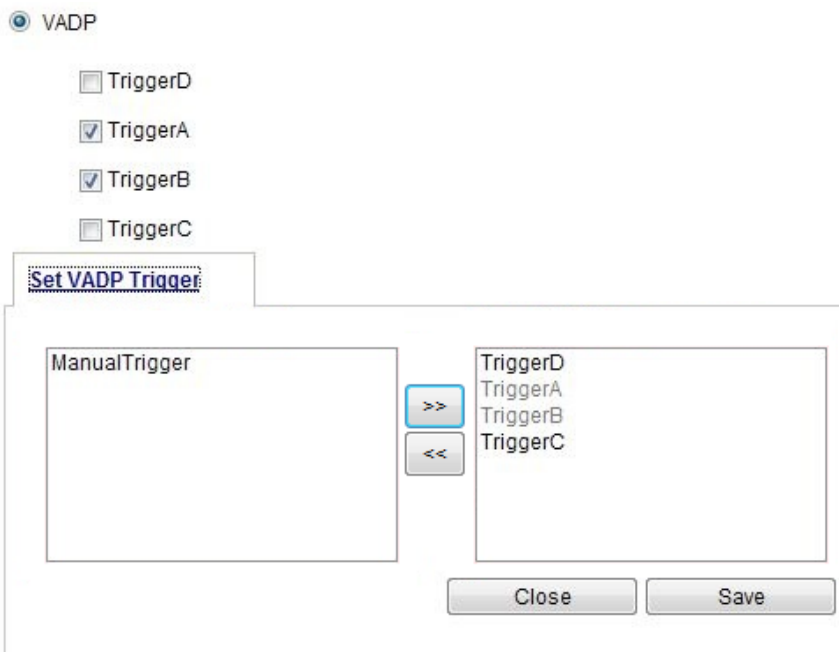 VADP
TriggerD
TriggerA
TriggerB
TriggerC
Set VADP Trigger
ManualTrigger
>>
<<
TriggerD
TriggerA
TriggerB
TriggerC
Close
Save